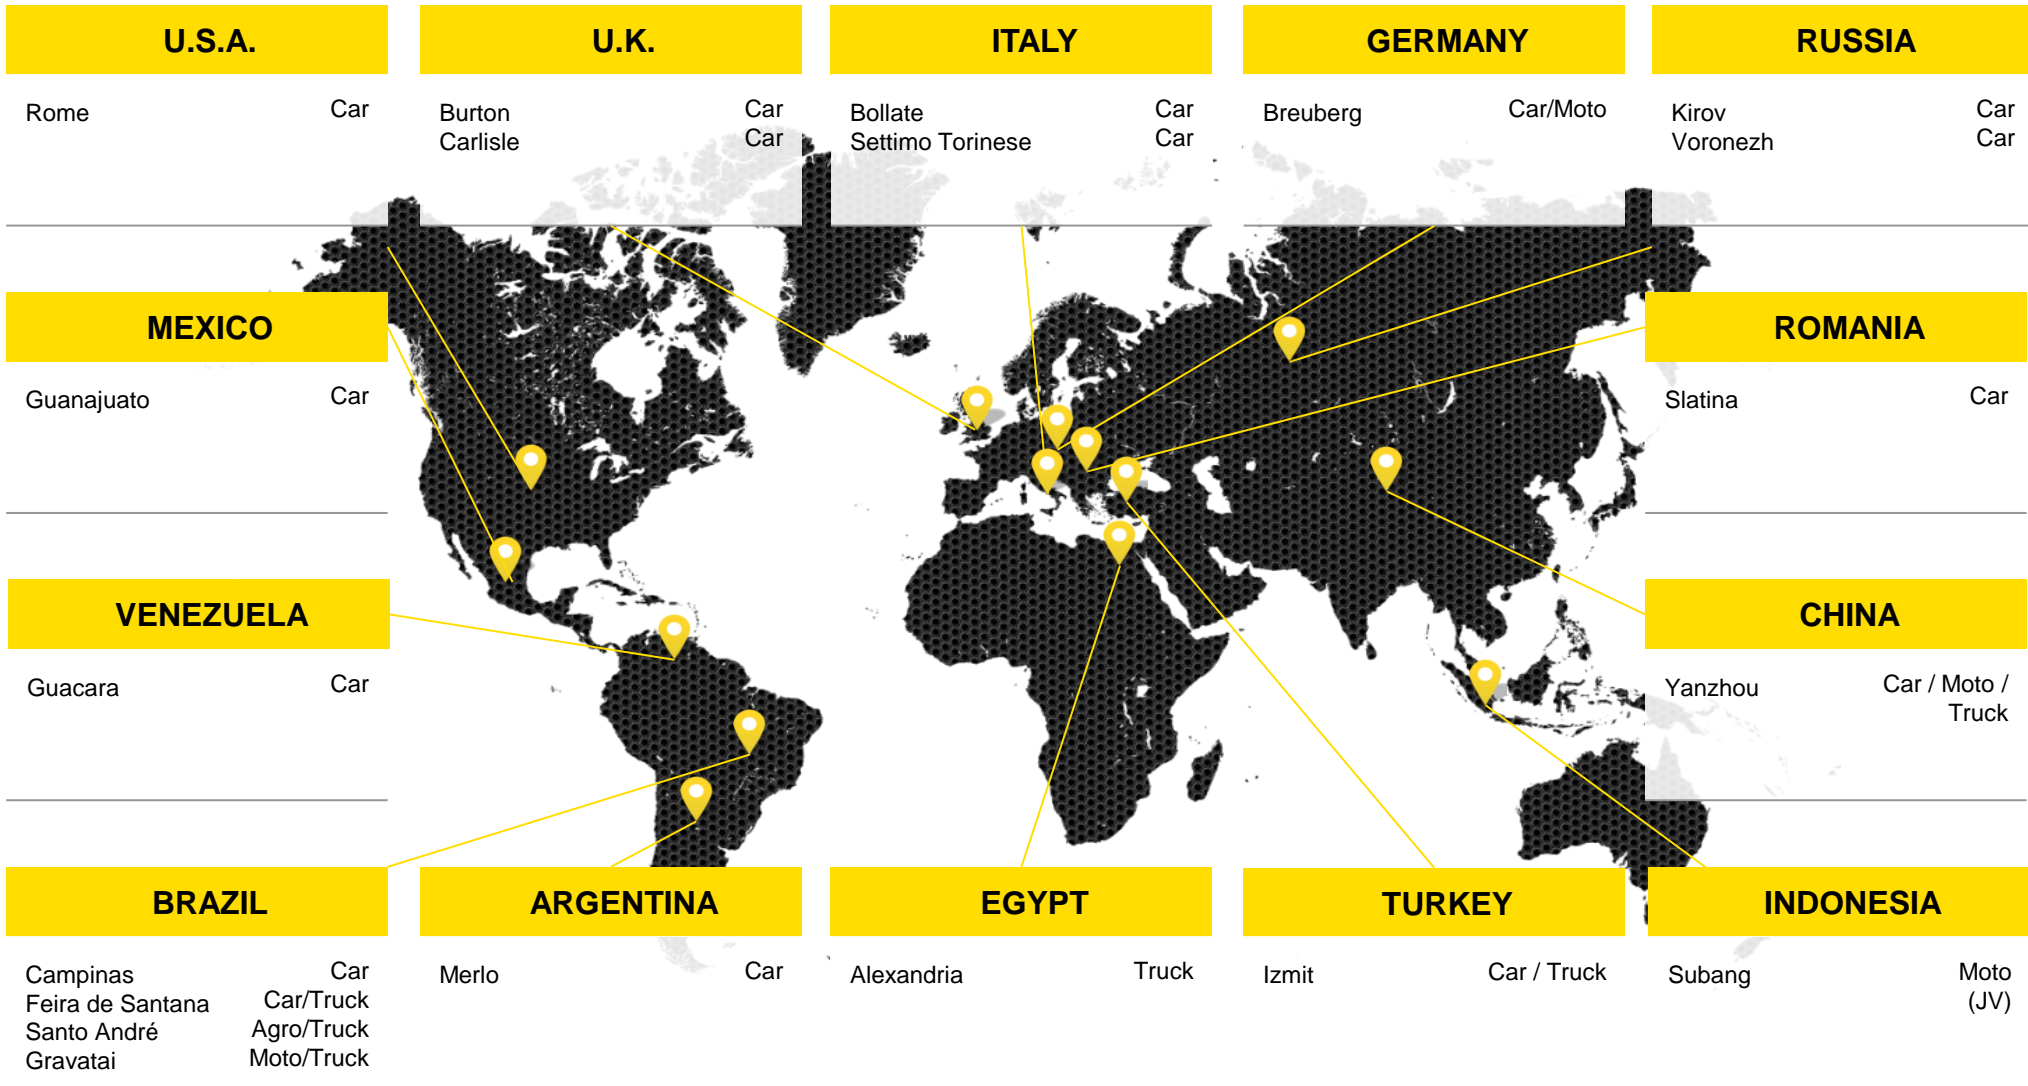 U.S.A.
Rome Car
U.K.
Burton Car
Carlisle Car
ITALY
Bollate Car
Settimo Torinese Car
GERMANY
Breuberg Car/Moto
RUSSIA
Kirov Car
Voronezh Car
MEXICO
Guanajuato Car
ROMANIA
Slatina Car
VENEZUELA
Guacara Car
CHINA
Yanzhou Car / Moto /
Truck
BRAZIL
Campinas Car
Feira de Santana Car/Truck
Santo André Agro/Truck
Gravatai Moto/Truck
ARGENTINA
Merlo Car
EGYPT
Alexandria Truck
TURKEY
Izmit Car / Truck
INDONESIA
Subang Moto
(JV)